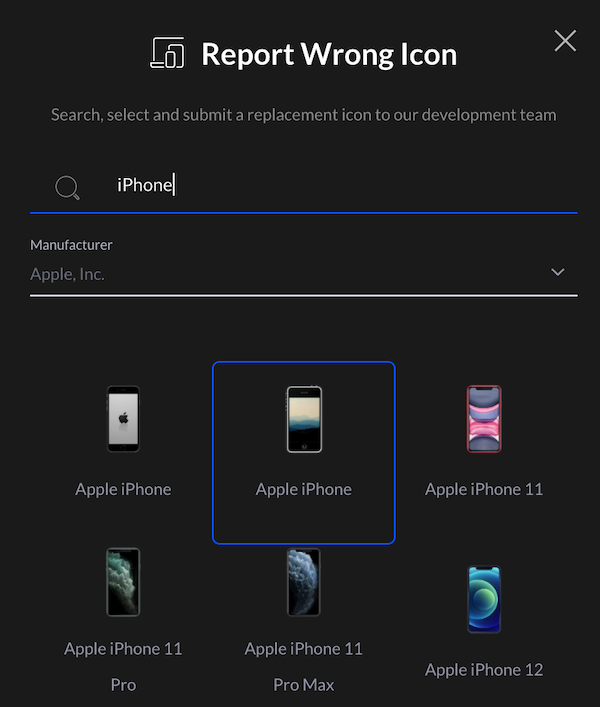 Report Wrong Icon
Search, select and submit a replacement icon to our development team
iPhone
Manufacturer
Apple, Inc.
Apple iPhone
Apple iPhone
Apple iPhone 11
Apple iPhone 11
Pro
Apple iPhone 11
Pro Max
Apple iPhone 12